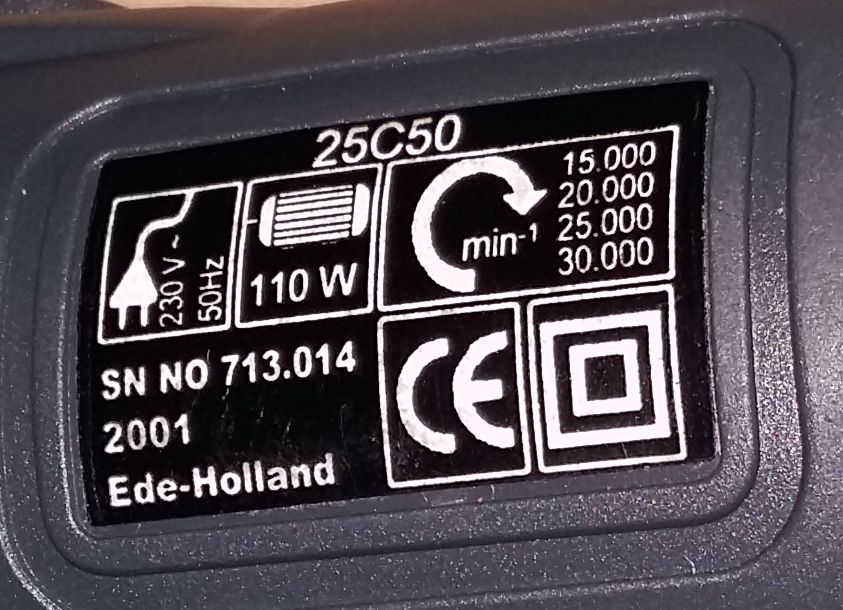 25C50
230 V ~
50Hz
110 W
min-1
15.000
20.000
25.000
30.000
SN NO 713.014
2001
Ede-Holland
CE